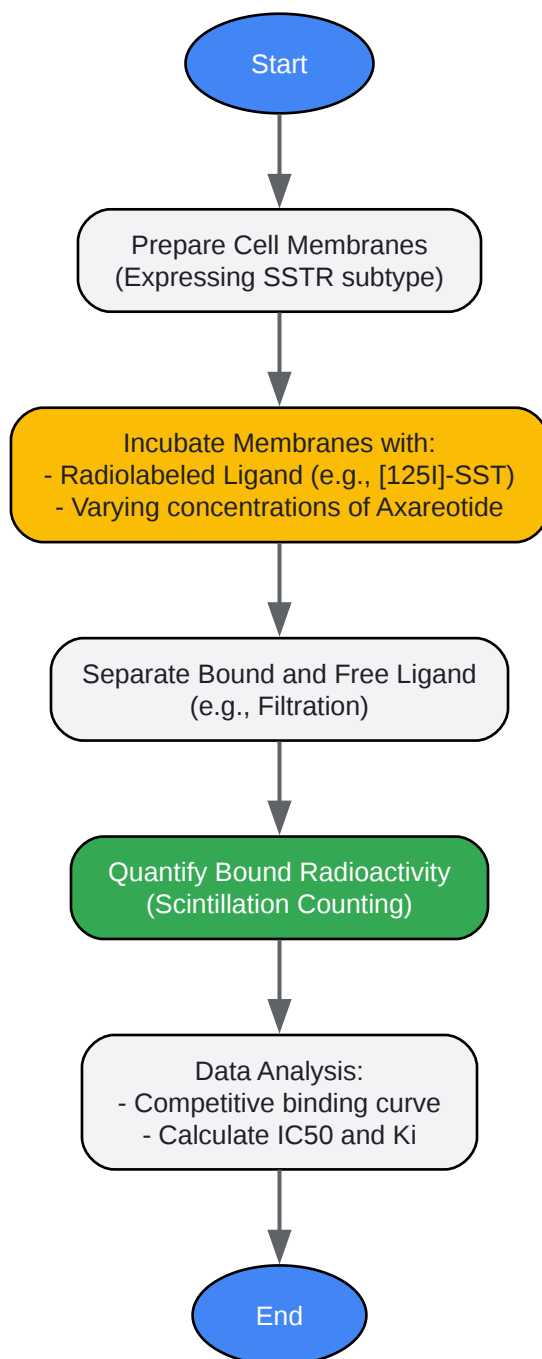 Start
Prepare Cell Membranes
(Expressing SSTR subtype)
Incubate Membranes with:
- Radiolabeled Ligand (e.g., [125I]-SST)
- Varying concentrations of Axareotide
Separate Bound and Free Ligand
(e.g., Filtration)
Quantify Bound Radioactivity
(Scintillation Counting)
Data Analysis:
- Competitive binding curve
- Calculate IC50 and Ki
End